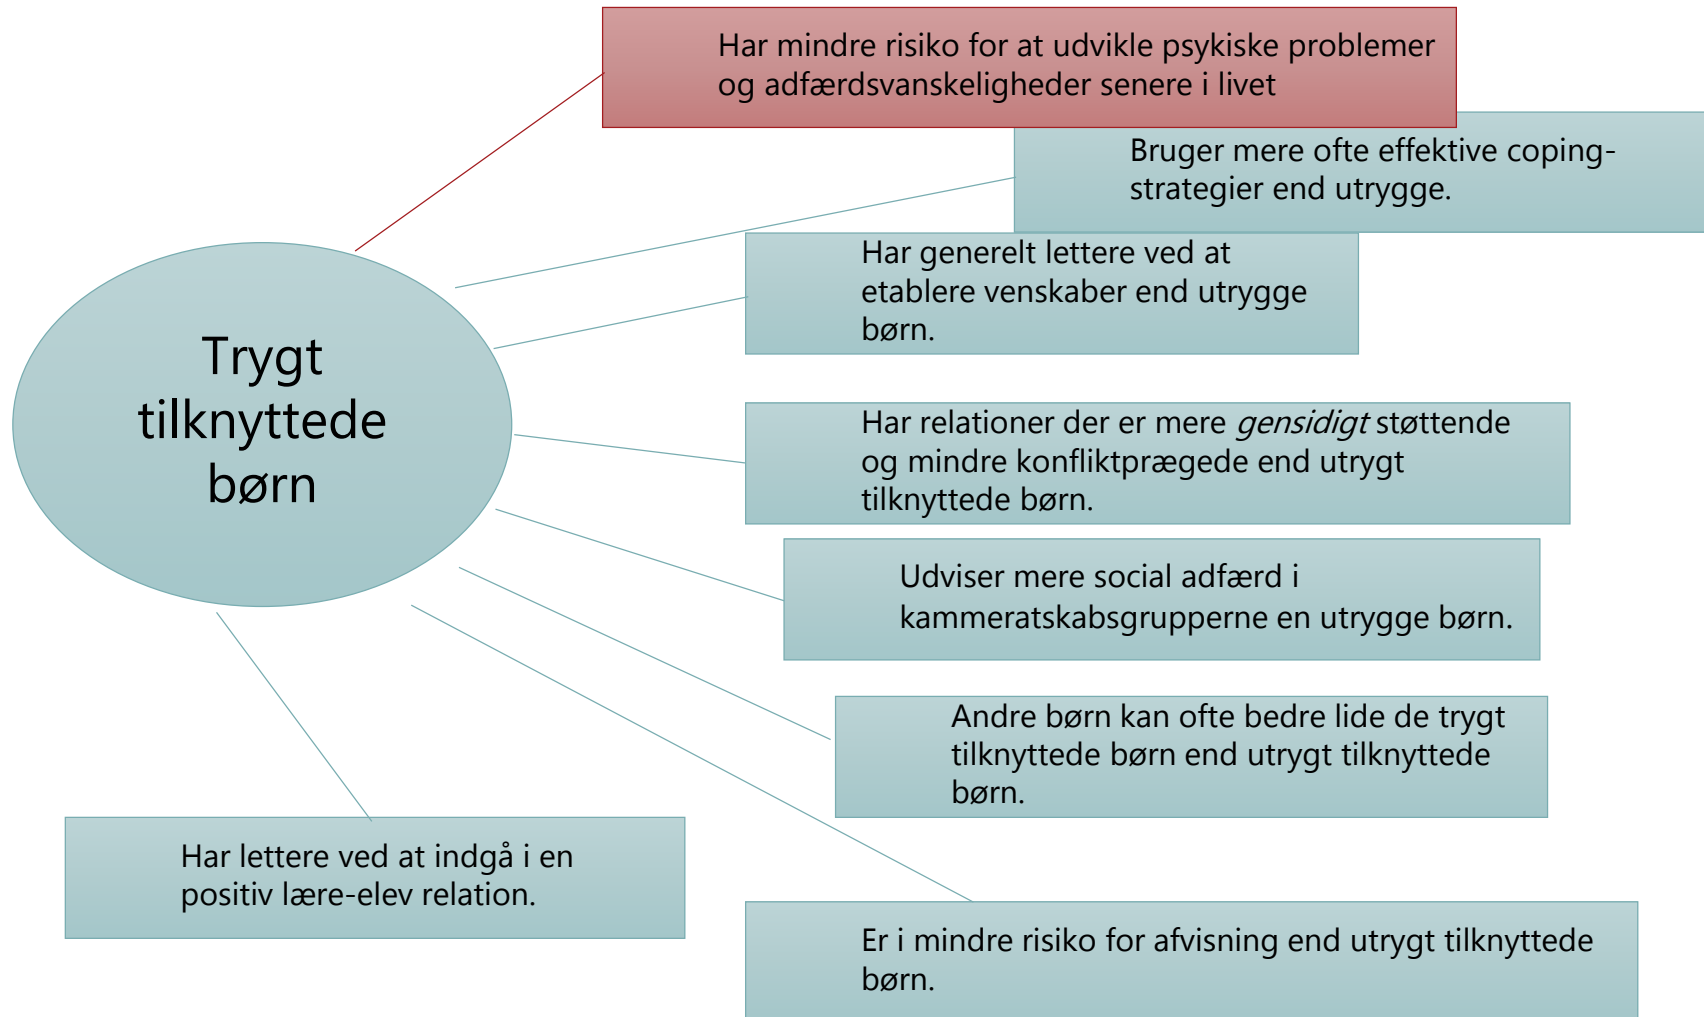 Har mindre risiko for at udvikle psykiske problemer
og adfærdsvanskeligheder senere i livet
Bruger mere ofte effektive coping-
strategier end utrygge.
Har generelt lettere ved at
etablere venskaber end utrygge
børn.
Trygt
tilknyttede
børn
Har relationer der er mere gensidigt støttende
og mindre konfliktprægede end utrygt
tilknyttede børn.
Udviser mere social adfærd i
kammeratskabsgrupperne en utrygge børn.
Andre børn kan ofte bedre lide de trygt
tilknyttede børn end utrygt tilknyttede
børn.
Har lettere ved at indgå i en
positiv lære-elev relation.
Er i mindre risiko for afvisning end utrygt tilknyttede
børn.